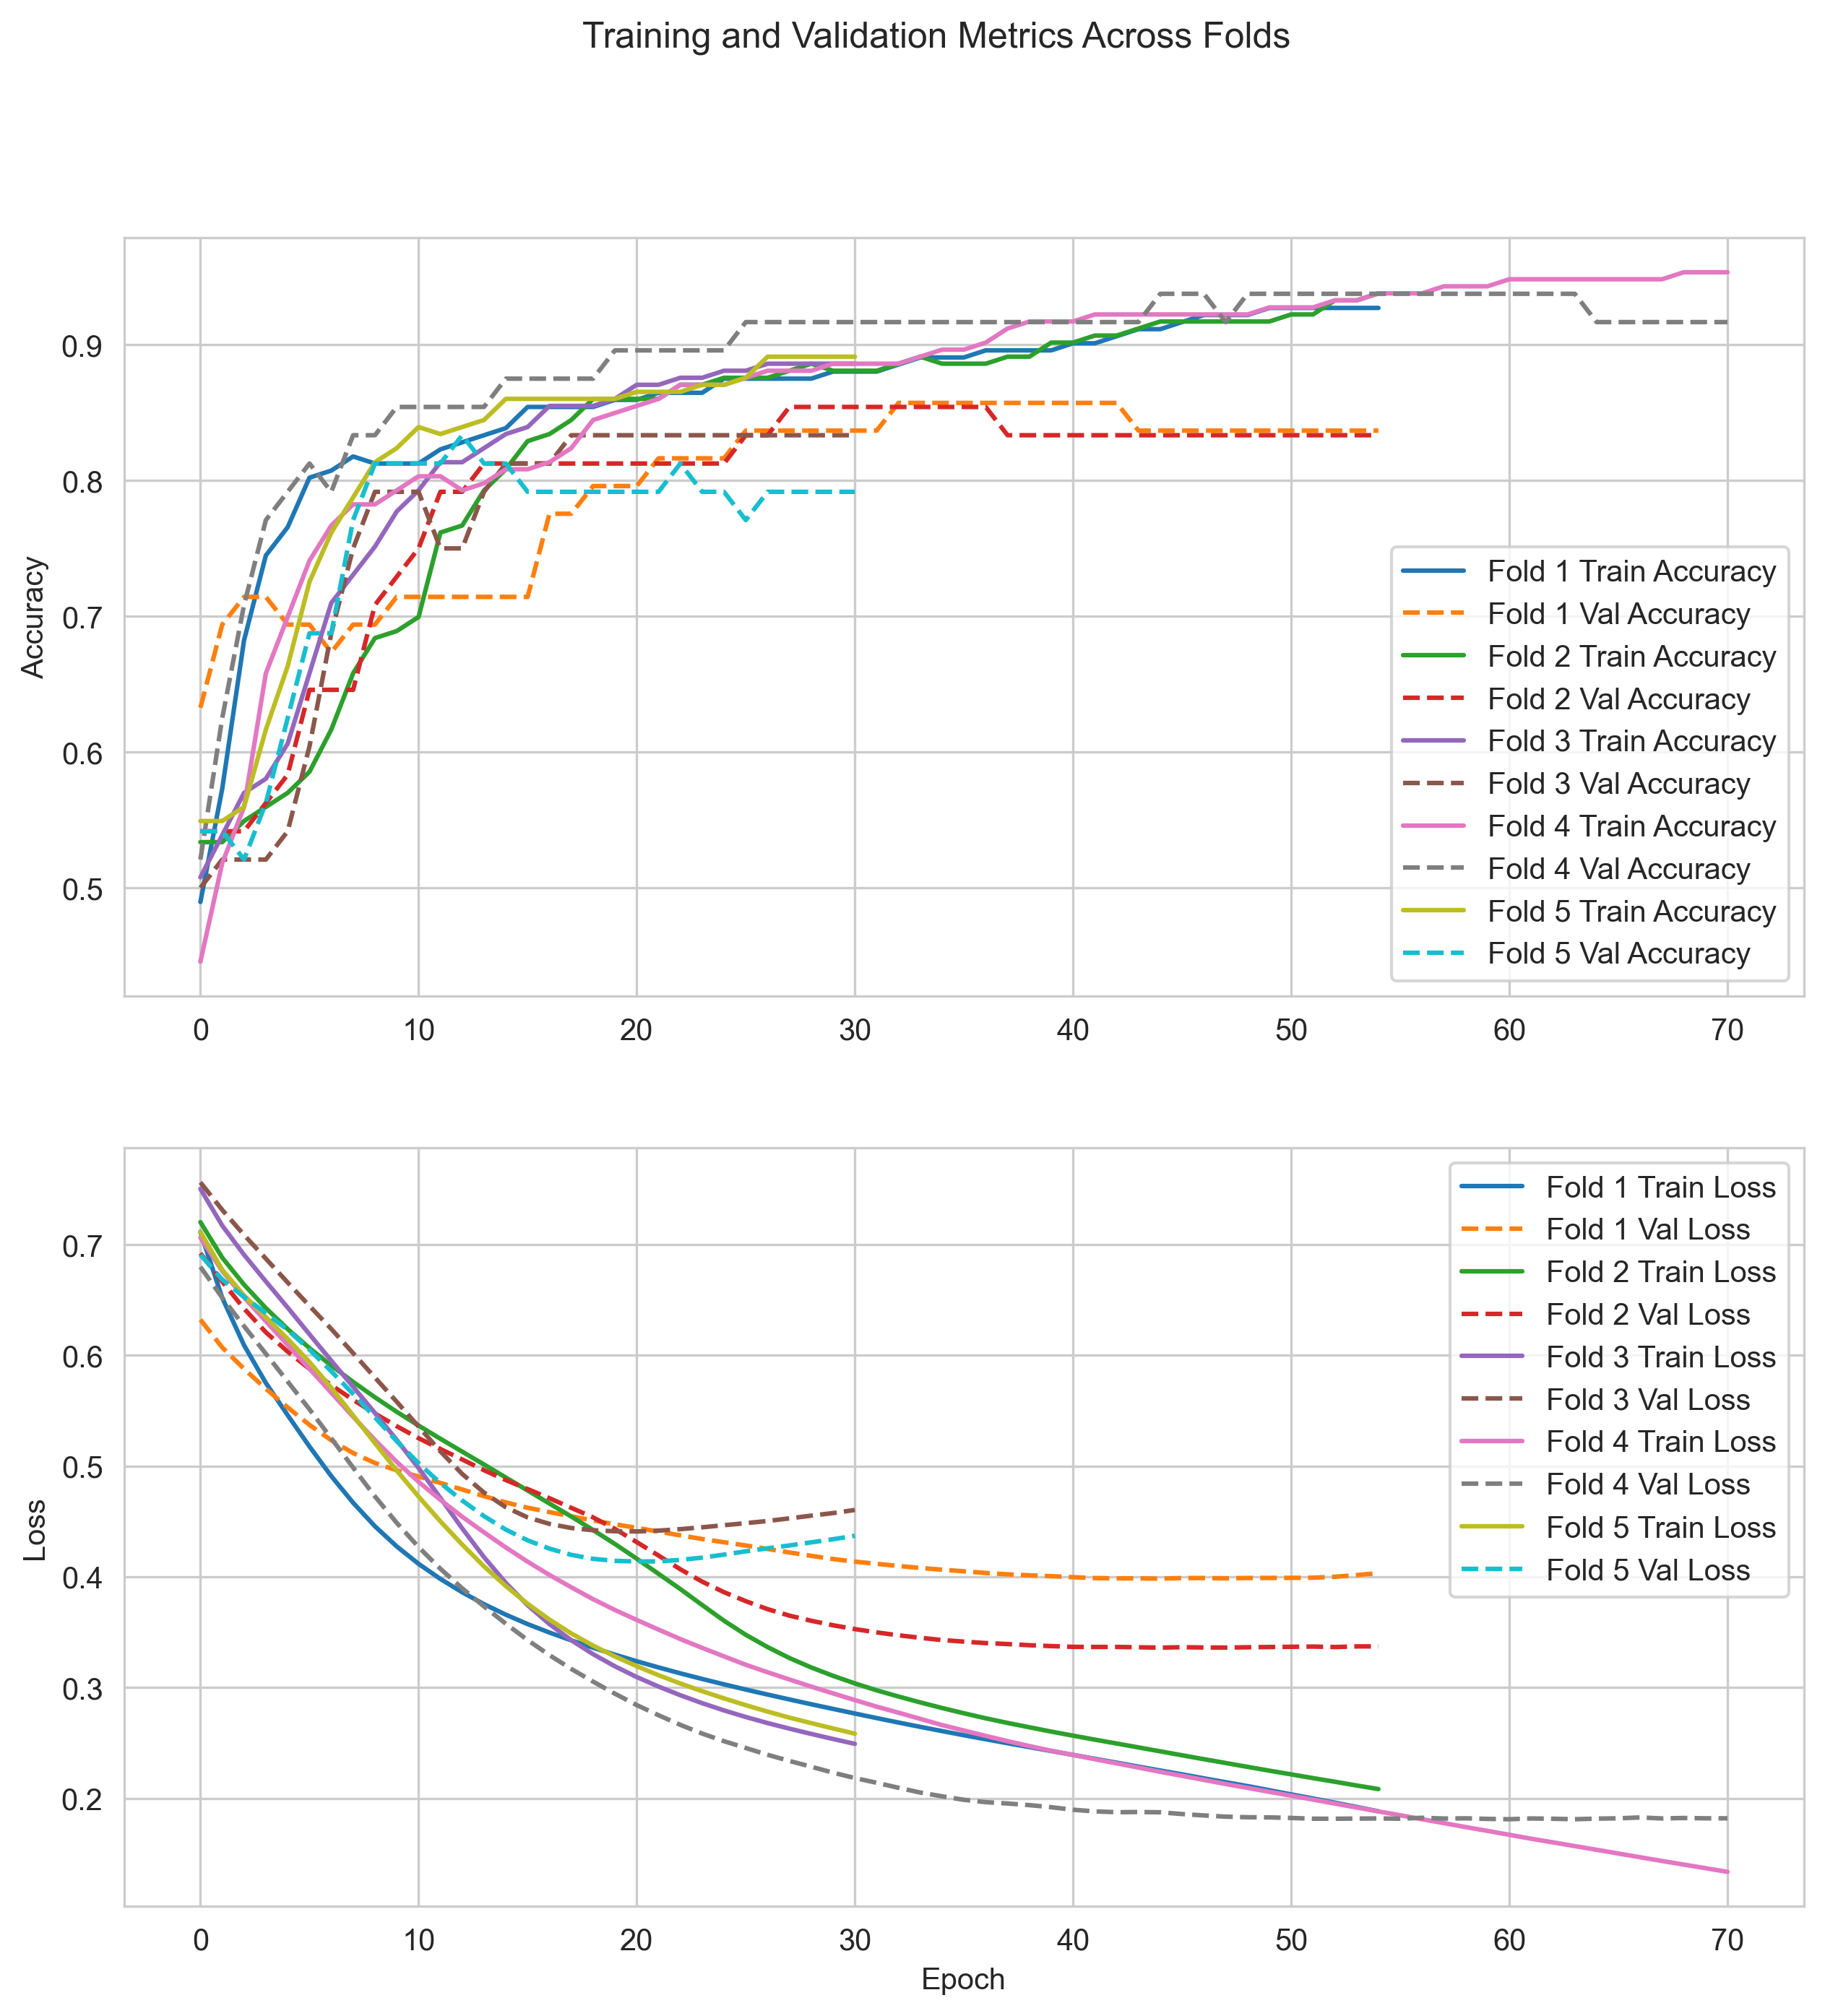 Training and Validation Metrics Across Folds
Accuracy
0.9
0.8
0.7
0.6
0.5
Fold 1 Train Accuracy
Fold 1 Val Accuracy
Fold 2 Train Accuracy
Fold 2 Val Accuracy
Fold 3 Train Accuracy
Fold 3 Val Accuracy
Fold 4 Train Accuracy
Fold 4 Val Accuracy
Fold 5 Train Accuracy
Fold 5 Val Accuracy
0 10 20 30 40 50 60 70
Loss
0.7
0.6
0.5
0.4
0.3
0.2
Fold 1 Train Loss
Fold 1 Val Loss
Fold 2 Train Loss
Fold 2 Val Loss
Fold 3 Train Loss
Fold 3 Val Loss
Fold 4 Train Loss
Fold 4 Val Loss
Fold 5 Train Loss
Fold 5 Val Loss
0 10 20 30 40 50 60 70
Epoch